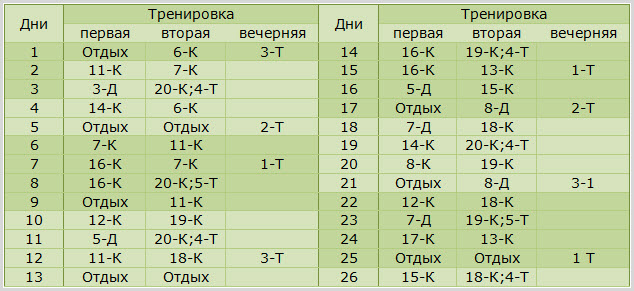 Дни Тренировка Дни Тренировка
первая вторая вечерняя первая вторая вечерняя
1 Отдых 6-К 3-Т 14 16-К 19-К;4-Т
2 11-К 7-К 15 16-К 13-К 1-Т
3 3-Д 20-К;4-Т 16 5-Д 15-К
4 14-К 6-К 17 Отдых 8-Д 2-Т
5 Отдых Отдых 2-Т 18 7-Д 18-К
6 7-К 11-К 19 14-К 20-К;4-Т
7 16-К 7-К 1-Т 20 8-К 19-К
8 16-К 20-К;5-Т 21 Отдых 8-Д 3-1
9 Отдых 11-К 22 12-К 18-К
10 12-К 19-К 23 7-Д 19-К;5-Т
11 5-Д 20-К;4-Т 24 17-К 13-К
12 11-К 18-К 3-Т 25 Отдых Отдых 1 Т
13 Отдых Отдых 26 15-К 18-К;4-Т